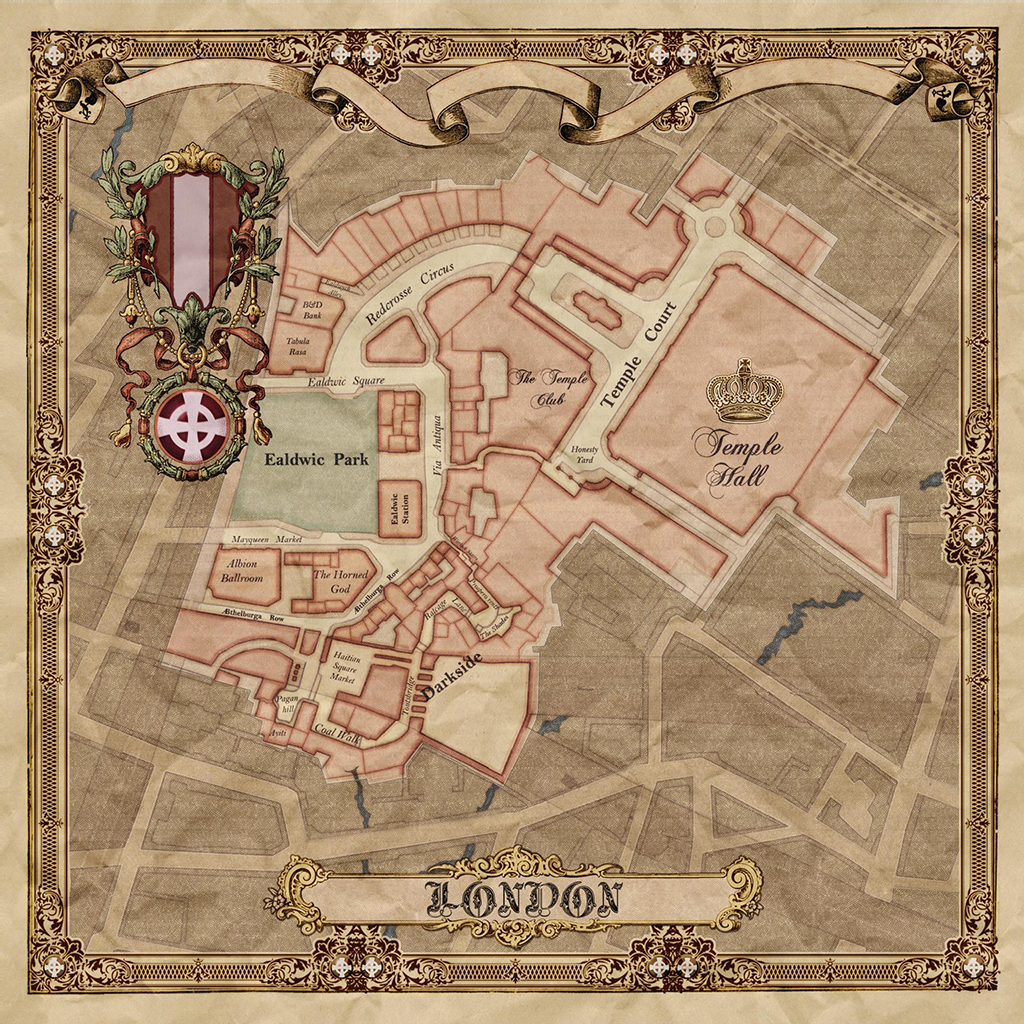 Redcrosse Circus
B&D
Bank
Tabula
Rasa
Ealdwic Square
Temple Court
The Temple
Club
Temple
Hall
Honesty
Yard
Via Antiqua
Ealdwic Park
Ealdwic
Station
Mayqueen Market
Albion
Ballroom
The Horned
God
Æthelburga Row
Æthelburga Row
Haitian
Square
Market
The Shades
Darkside
Pagan
hill
Aysti
Coal Walk
LONDON